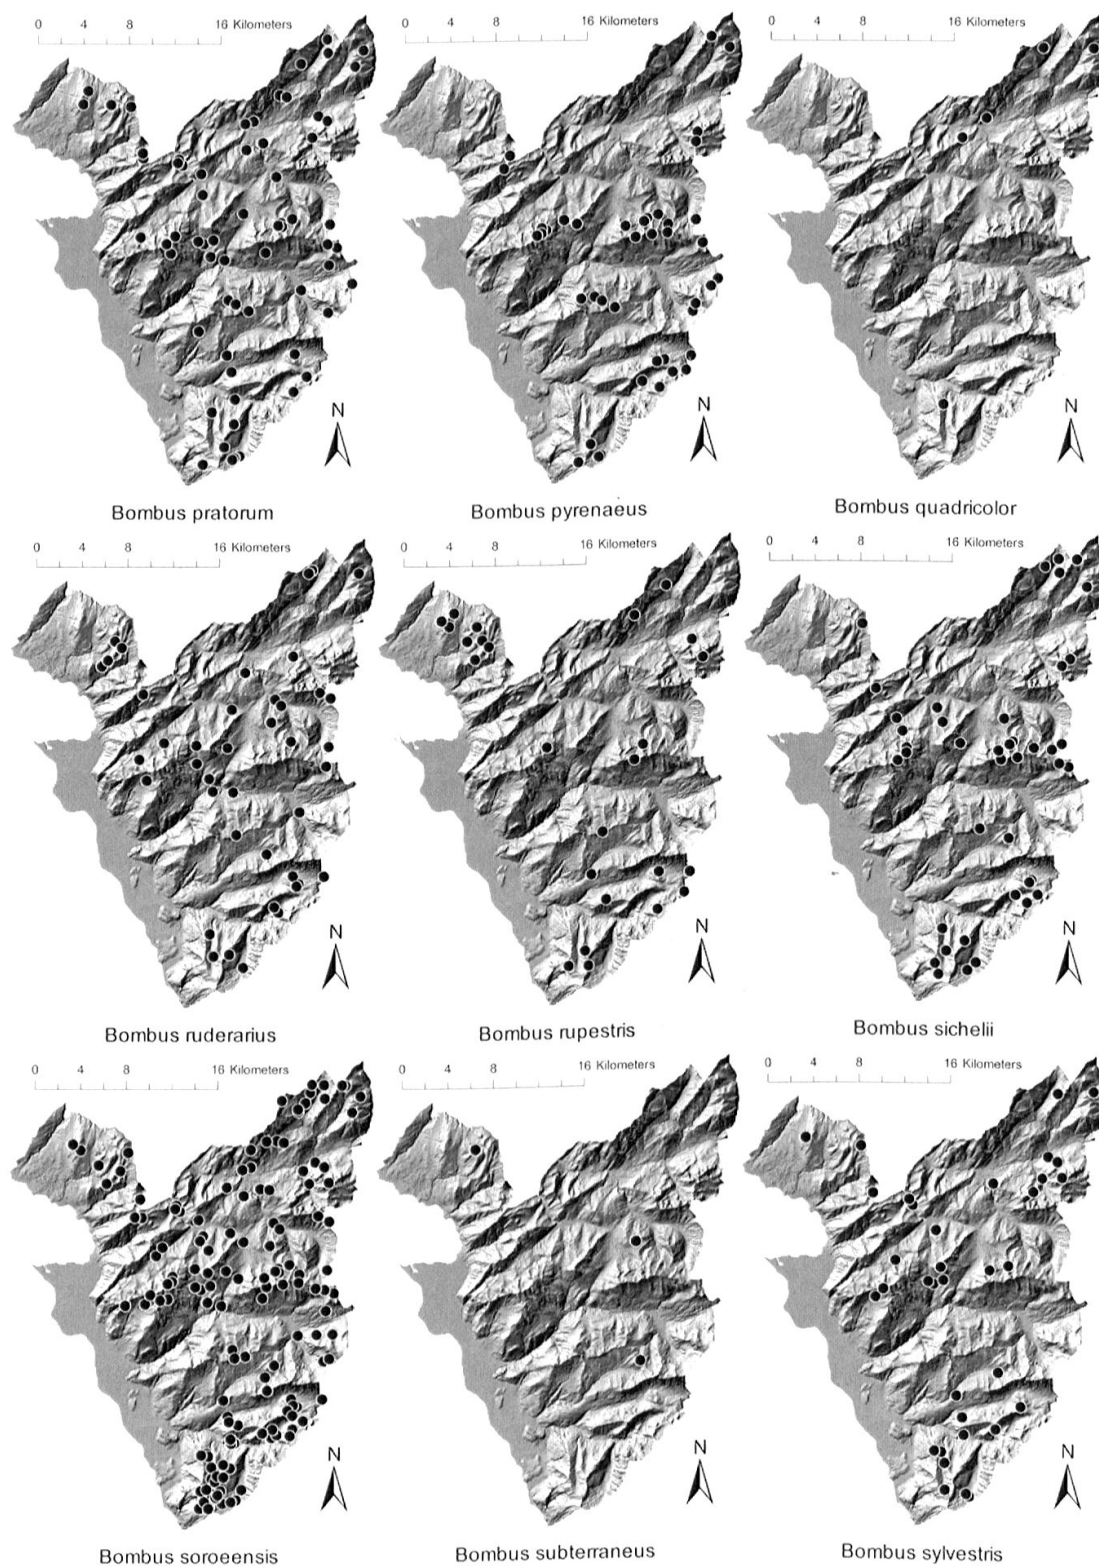 0 4 8 16 Kilometers
0 4 8 16 Kilometers
0 4 8 16 Kilometers
N
N
N
Bombus pratorum
Bombus pyrenaeus
Bombus quadricolor
0 4 8 16 Kilometers
0 4 8 16 Kilometers
0 4 8 16 Kilometers
N
N
N
Bombus ruderarius
Bombus rupestris
Bombus sichelii
0 4 8 16 Kilometers
0 4 8 16 Kilometers
0 4 8 16 Kilometers
N
N
N
Bombus soroeensis
Bombus subterraneus
Bombus sylvestris